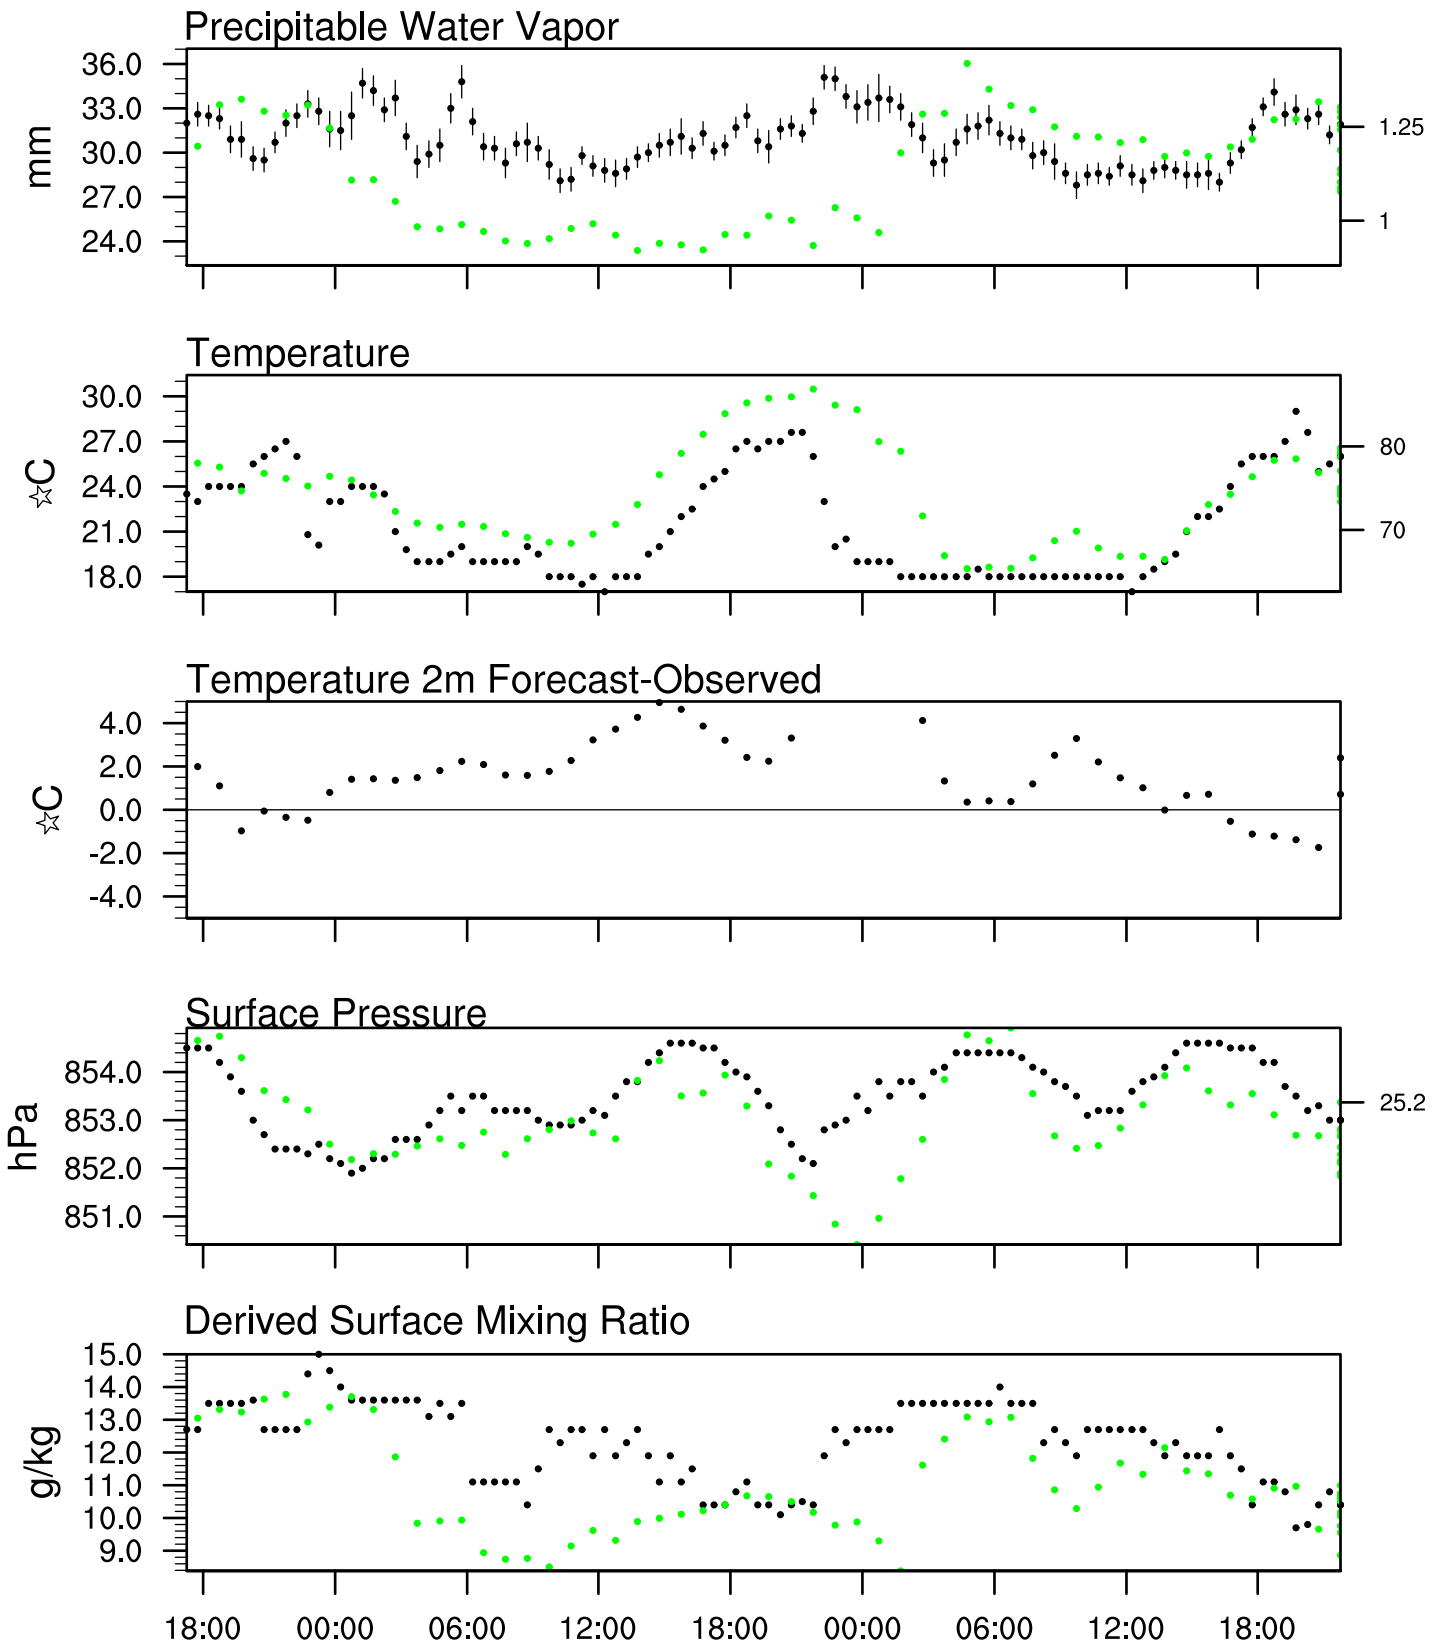 Precipitable Water Vapor
36.0
33.0
30.0
27.0
24.0
mm
1.25
1
Temperature
30.0
27.0
24.0
21.0
18.0
☆C
80
70
Temperature 2m Forecast-Observed
4.0
2.0
0.0
-2.0
-4.0
☆C
Surface Pressure
854.0
853.0
852.0
851.0
hPa
25.2
Derived Surface Mixing Ratio
15.0
14.0
13.0
12.0
11.0
10.0
9.0
g/kg
18:00 00:00 06:00 12:00 18:00 00:00 06:00 12:00 18:00